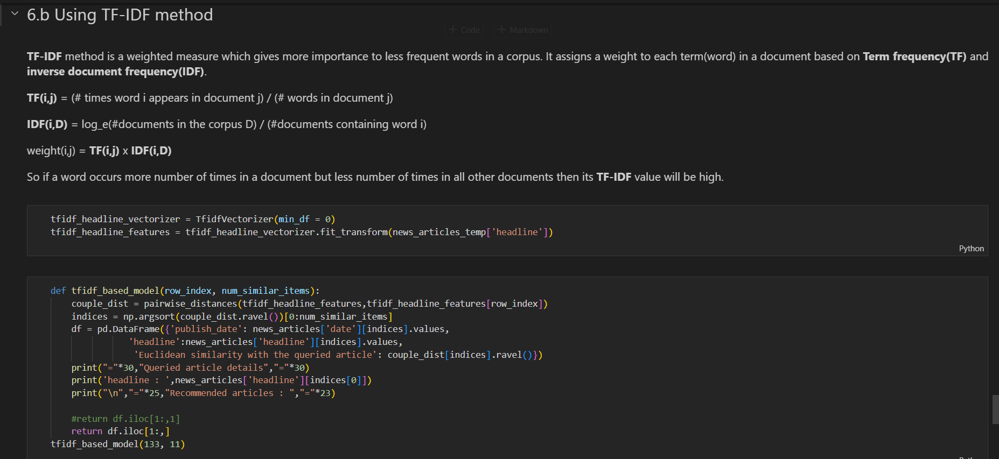 6.b Using TF-IDF method
+ Code + Markdown
TF-IDF method is a weighted measure which gives more importance to less frequent words in a corpus. It assigns a weight to each term(word) in a document based on Term frequency(TF) and
inverse document frequency(IDF).
TF(i,j) = (# times word i appears in document j) / (# words in document j)
IDF(i,D) = log_e(#documents in the corpus D) / (#documents containing word i)
weight(i,j) = TF(i,j) x IDF(i,D)
So if a word occurs more number of times in a document but less number of times in all other documents then its TF-IDF value will be high.
tfidf_headline_vectorizer = TfidfVectorizer(min_df = 0)
tfidf_headline_features = tfidf_headline_vectorizer.fit_transform(news_articles_temp['headline'])
Python
def tfidf_based_model(row_index, num_similar_items):
    couple_dist = pairwise_distances(tfidf_headline_features,tfidf_headline_features[row_index])
    indices = np.argsort(couple_dist.ravel())[0:num_similar_items]
    df = pd.DataFrame({'publish_date': news_articles['date'][indices].values,
               'headline':news_articles['headline'][indices].values,
                'Euclidean similarity with the queried article': couple_dist[indices].ravel()})
    print("="*30,"Queried article details","="*30)
    print('headline : ',news_articles['headline'][indices[0]])
    print("\n","="*25,"Recommended articles : ","="*23)
    #return df.iloc[1:,1]
    return df.iloc[1:,]
tfidf_based_model(133, 11)